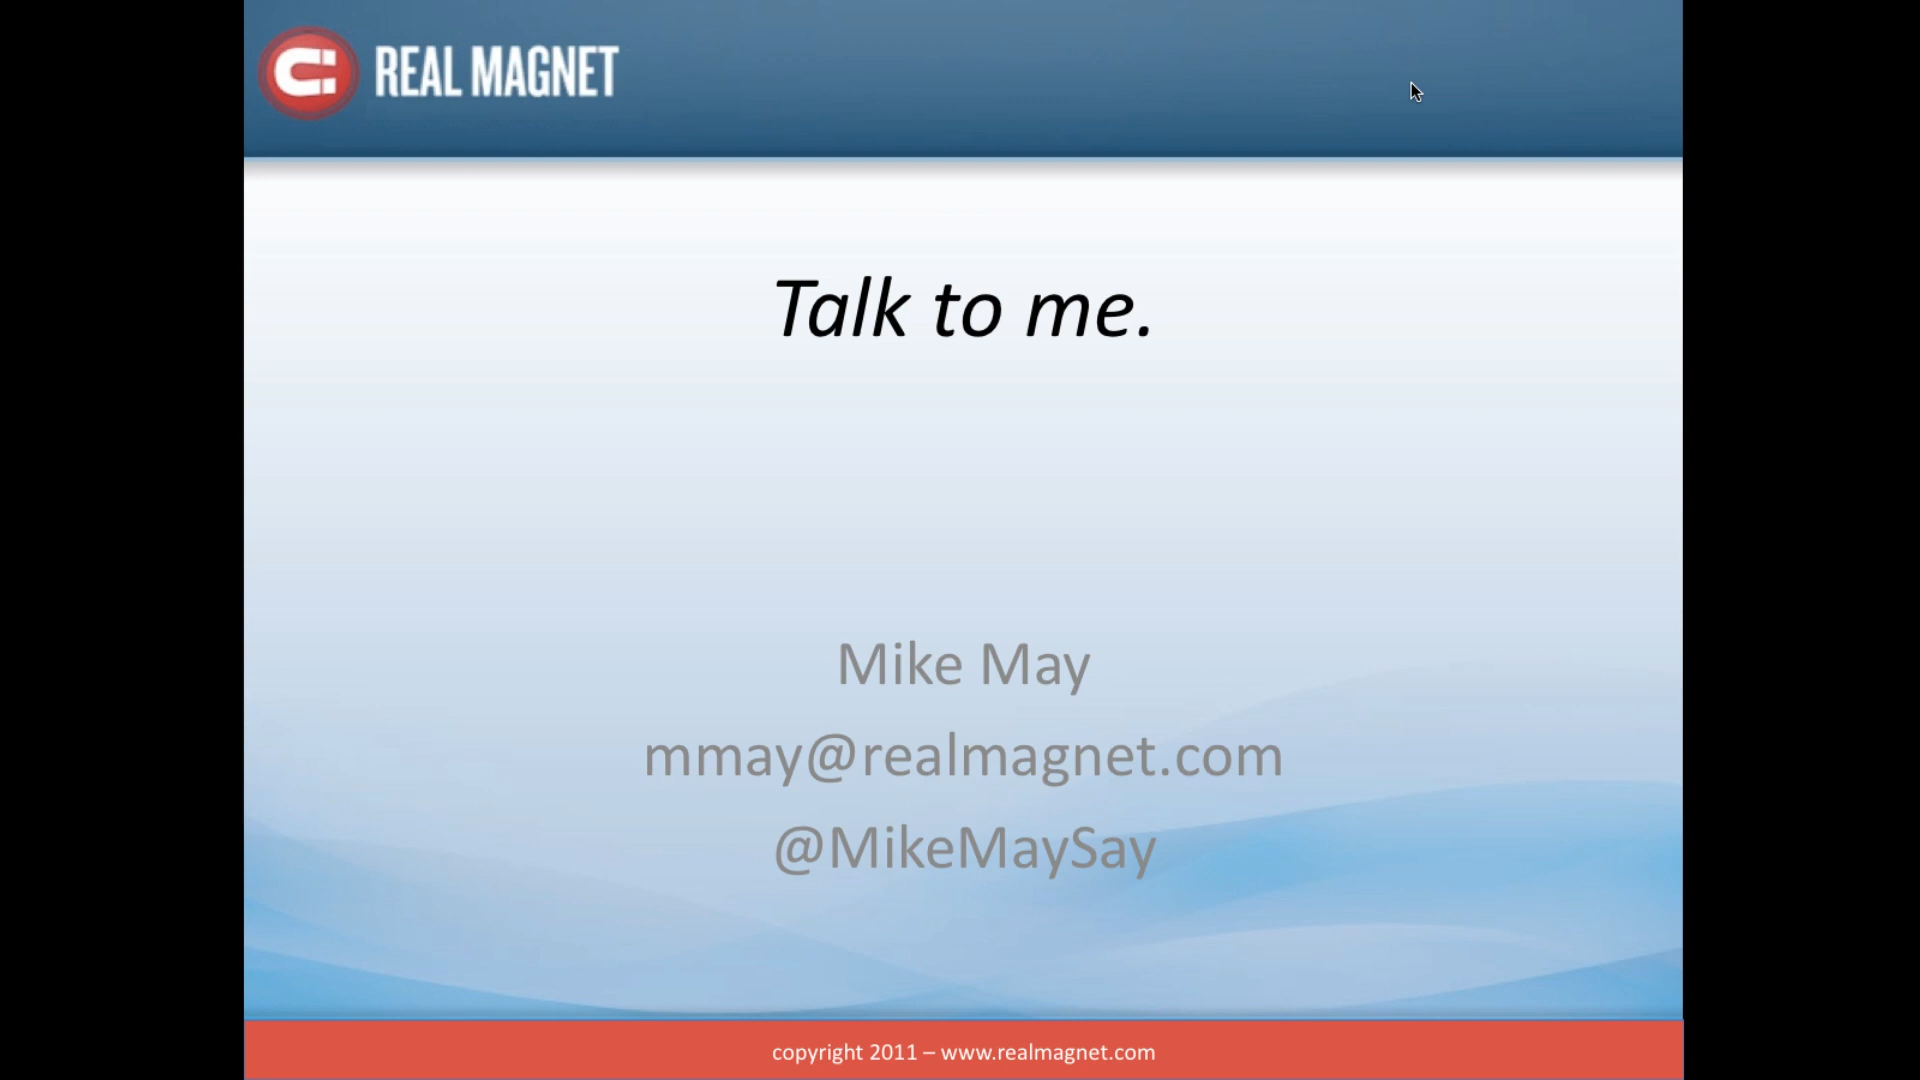 REAL MAGNET
Talk to me.
Mike May
mmay@realmagnet.com
@MikeMaySay
copyright 2011 – www.realmagnet.com